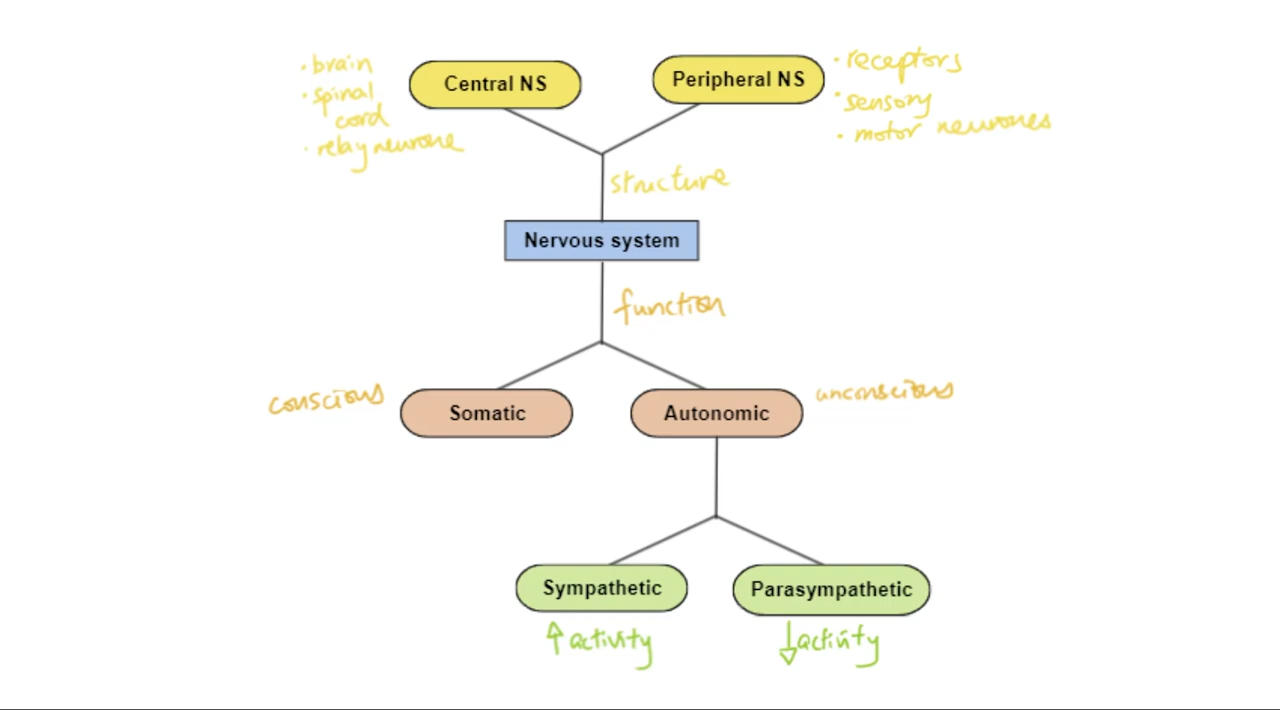 • brain
• spinal
cord
• relay neurone
Central NS
Peripheral NS
• receptors
• sensory
• motor neurones
structure
Nervous system
function
conscious
Somatic
Autonomic
unconscious
Sympathetic
Parasympathetic
↑ activity
↓ activity